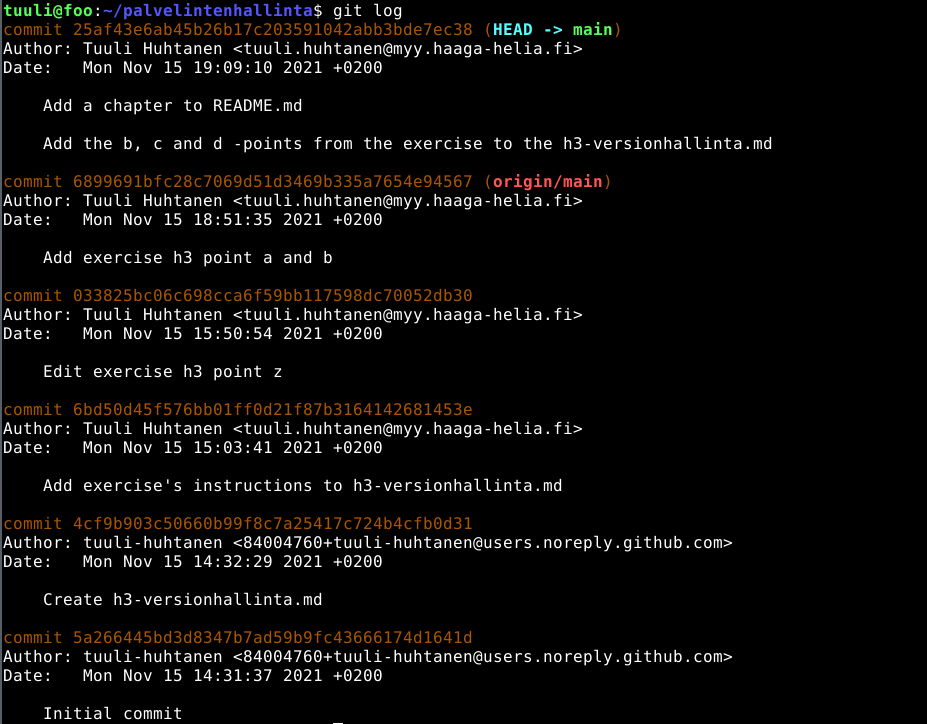 tuuli@foo:~/palvelintenhallinta$ git log
commit 25af43e6ab45b26b17c203591042abb3bde7ec38 (HEAD -> main)
Author: Tuuli Huhtanen <tuuli.huhtanen@myy.haaga-helia.fi>
Date:   Mon Nov 15 19:09:10 2021 +0200
    Add a chapter to README.md
    Add the b, c and d -points from the exercise to the h3-versionhallinta.md
commit 6899691bfc28c7069d51d3469b335a7654e94567 (origin/main)
Author: Tuuli Huhtanen <tuuli.huhtanen@myy.haaga-helia.fi>
Date:   Mon Nov 15 18:51:35 2021 +0200
    Add exercise h3 point a and b
commit 033825bc06c698cca6f59bb117598dc70052db30
Author: Tuuli Huhtanen <tuuli.huhtanen@myy.haaga-helia.fi>
Date:   Mon Nov 15 15:50:54 2021 +0200
    Edit exercise h3 point z
commit 6bd50d45f576bb01ff0d21f87b3164142681453e
Author: Tuuli Huhtanen <tuuli.huhtanen@myy.haaga-helia.fi>
Date:   Mon Nov 15 15:03:41 2021 +0200
    Add exercise's instructions to h3-versionhallinta.md
commit 4cf9b903c50660b99f8c7a25417c724b4cfb0d31
Author: tuuli-huhtanen <84004760+tuuli-huhtanen@users.noreply.github.com>
Date:   Mon Nov 15 14:32:29 2021 +0200
    Create h3-versionhallinta.md
commit 5a266445bd3d8347b7ad59b9fc43666174d1641d
Author: tuuli-huhtanen <84004760+tuuli-huhtanen@users.noreply.github.com>
Date:   Mon Nov 15 14:31:37 2021 +0200
    Initial commit